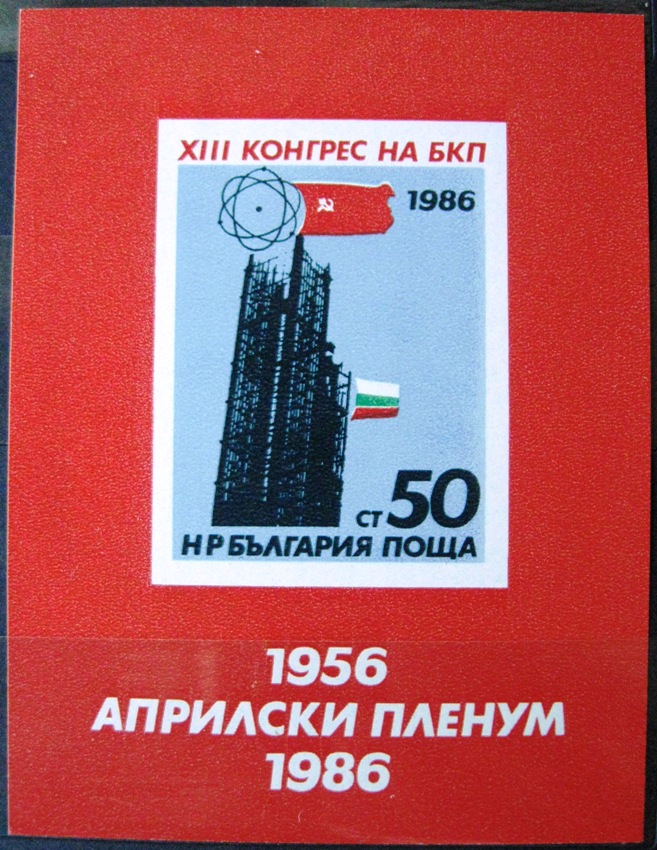 XIII КОНГРЕС НА БКП
1986
СТ 50
НР БЪЛГАРИЯ ПОЩА
1956
АПРИЛСКИ ПЛЕНУМ
1986